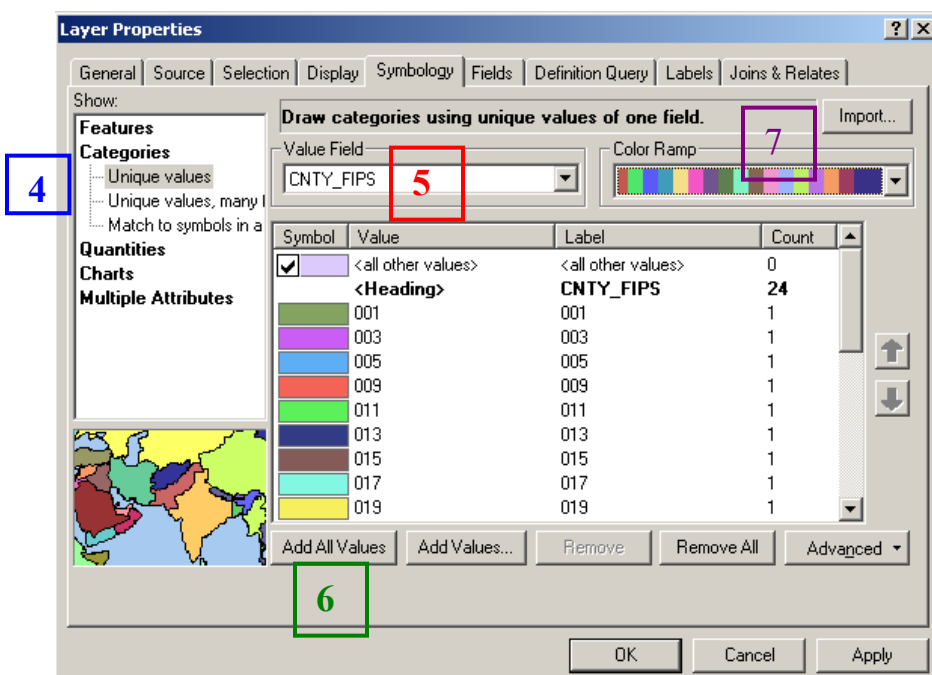 Layer Properties
General Source Selection Display Symbology Fields Definition Query Labels Joins & Relates
Show:
Features
Categories
Unique values
Unique values, many
Match to symbols in a
Quantities
Charts
Multiple Attributes
4
Draw categories using unique values of one field.
Import...
Value Field
CNTY_FIPS
5
Color Ramp
7
Symbol Value Label Count
<all other values> <all other values> 0
<Heading> CNTY_FIPS 24
001 001 1
003 003 1
005 005 1
009 009 1
011 011 1
013 013 1
015 015 1
017 017 1
019 019 1
Add All Values Add Values... Remove Remove All Advanced
6
OK Cancel Apply